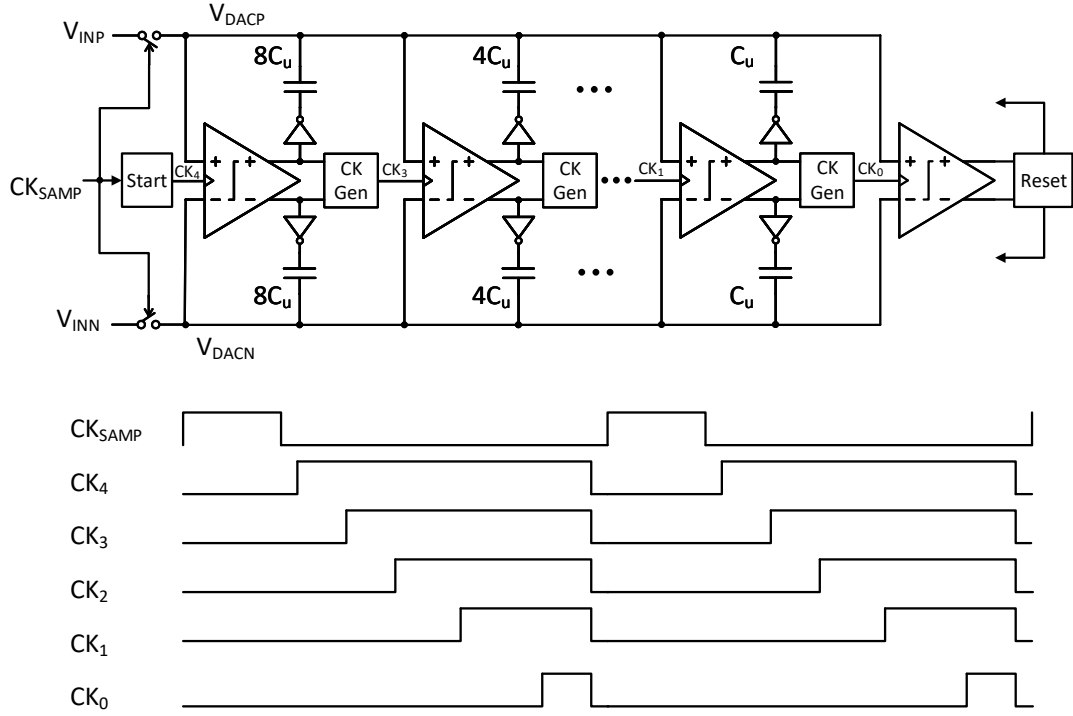 V_DACP
V_INP
8C_u 4C_u ••• C_u
CK_SAMP Start CK_4 + − CK Gen CK_3 + − CK Gen ••• CK_1 + − CK Gen CK_0 + − Reset
8C_u 4C_u ••• C_u
V_INN
V_DACN
CK_SAMP
CK_4
CK_3
CK_2
CK_1
CK_0